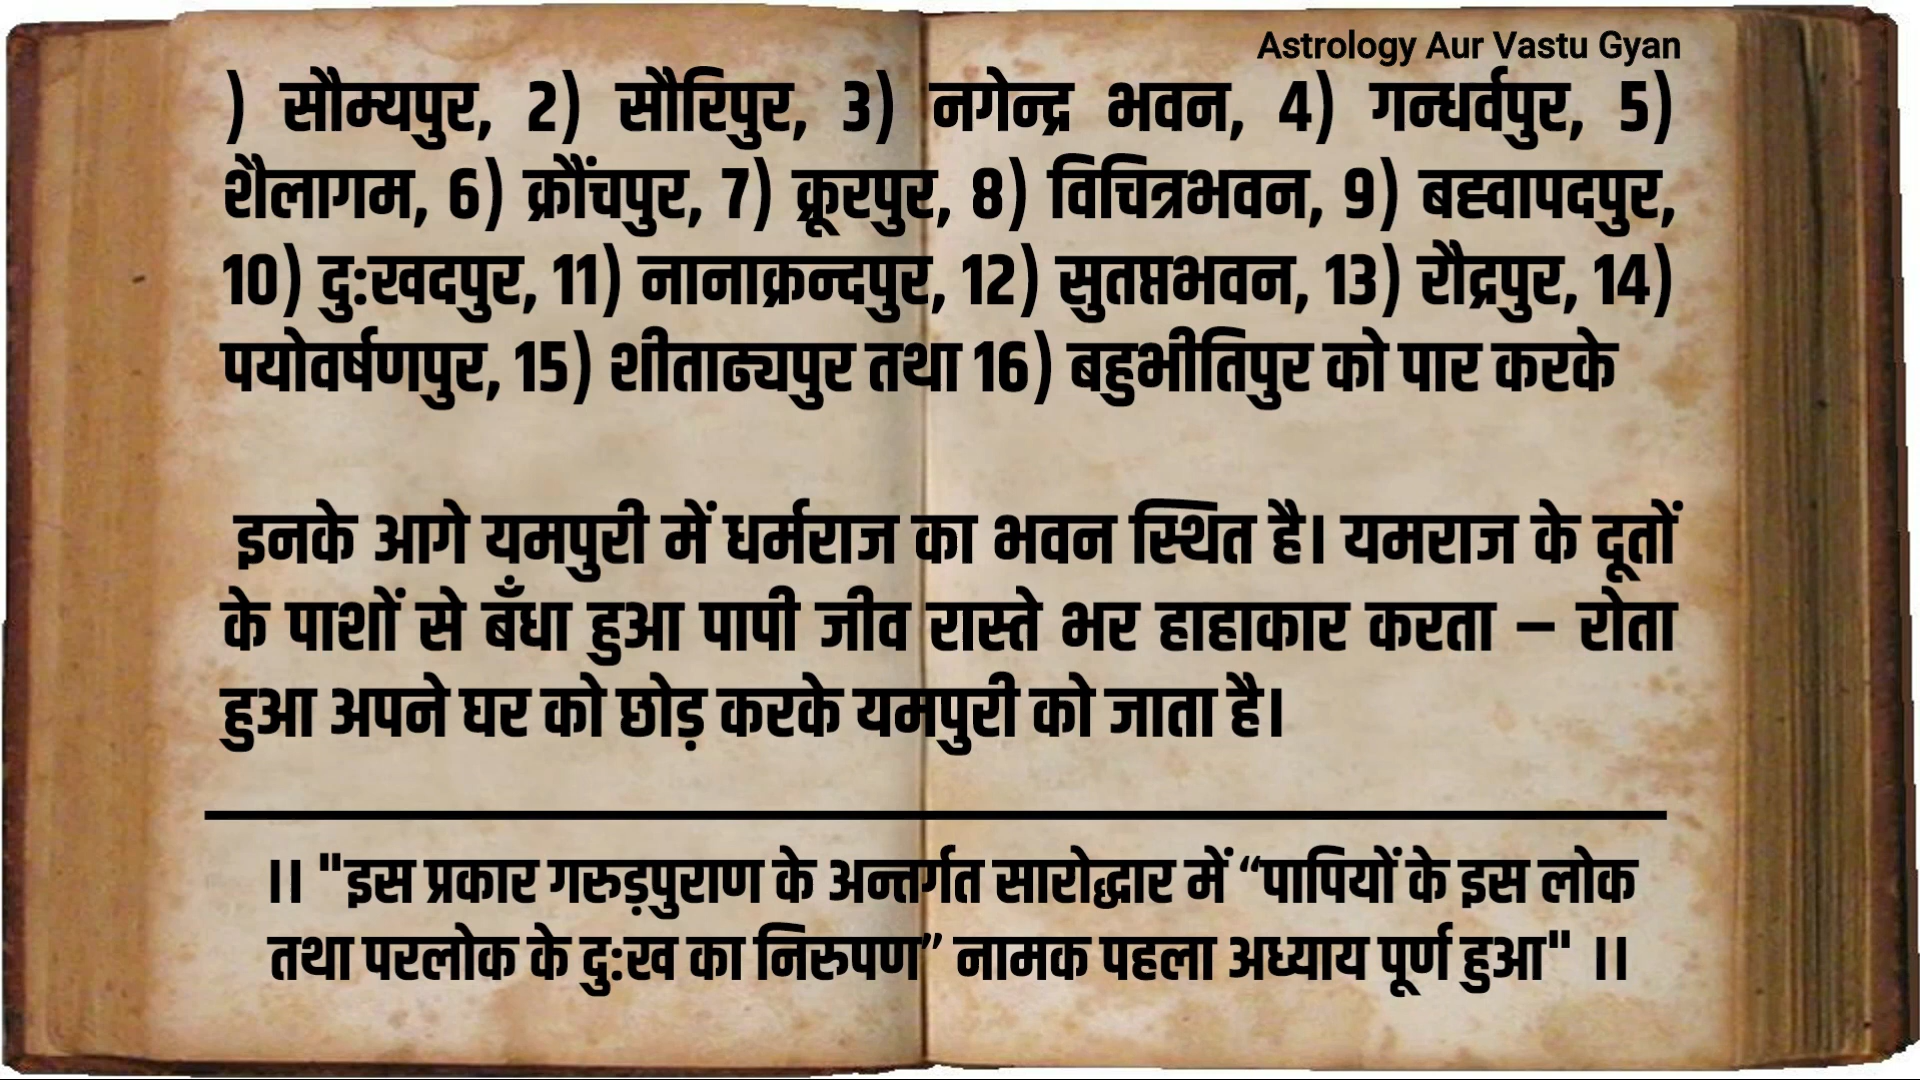 Astrology Aur Vastu Gyan
) सौम्यपुर, 2) सौरिपुर, 3) नगेन्द्र भवन, 4) गन्धर्वपुर, 5)
शैलागम, 6) क्रौंचपुर, 7) क्रूरपुर, 8) विचित्रभवन, 9) बह्वापदपुर,
10) दु:खदपुर, 11) नानाक्रन्दपुर, 12) सुतप्तभवन, 13) रौद्रपुर, 14)
पयोवर्षणपुर, 15) शीताढ्यपुर तथा 16) बहुभीतिपुर को पार करके
इनके आगे यमपुरी में धर्मराज का भवन स्थित है। यमराज के दूतों
के पाशों से बँधा हुआ पापी जीव रास्ते भर हाहाकार करता – रोता
हुआ अपने घर को छोड़ करके यमपुरी को जाता है।
।। "इस प्रकार गरुड़पुराण के अन्तर्गत सारोद्धार में “पापियों के इस लोक
तथा परलोक के दु:ख का निरुपण” नामक पहला अध्याय पूर्ण हुआ" ।।